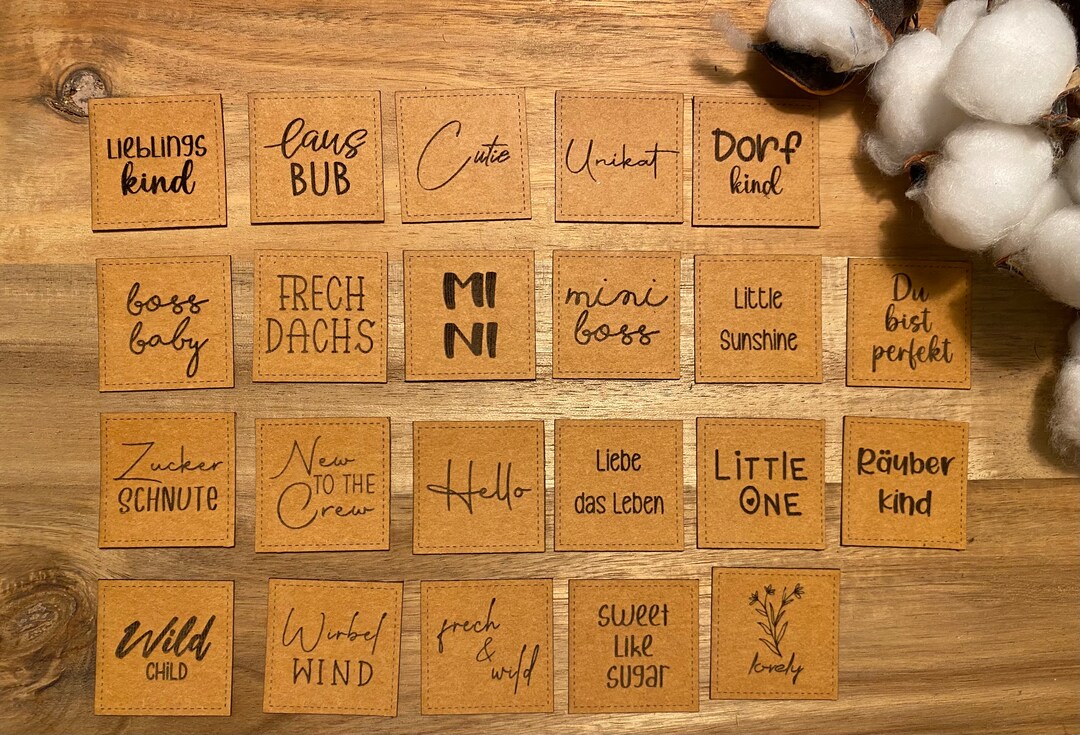 Lieblings
kind
laus
BUB
Cutie
Unikat
Dorf
kind
boss
baby
FRECH
DACHS
MI
NI
mini
boss
Little
Sunshine
Du
bist
perfekt
Zucker
SCHNUTE
New
TO THE
Crew
Hello
Liebe
das Leben
LiTTLE
ONE
Räuber
kind
Wild
CHiLD
Wirbel
WIND
frech
&
wild
sweet
like
sugar
lovely